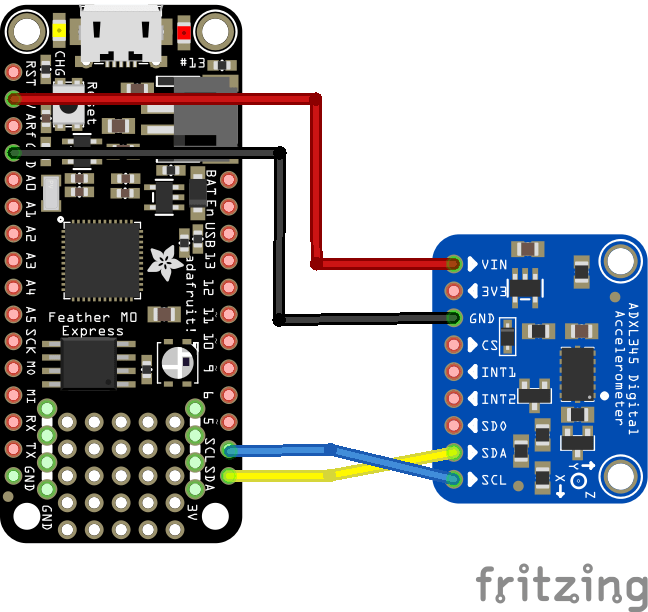 CHG
#13
RST
Reset
ARf
A0
A1
A2
A3
A4
A5
SCK
M0
MI
RX
TX
GND
BAT
En
USB
13
12
11
10
9
6
5
SCL
SDA
adafruit!
Feather M0
Express
GND
3V
VIN
3V3
GND
CS
INT1
INT2
SDO
SDA
SCL
ADXL345 Digital
Accelerometer
Y
X
Z
fritzing